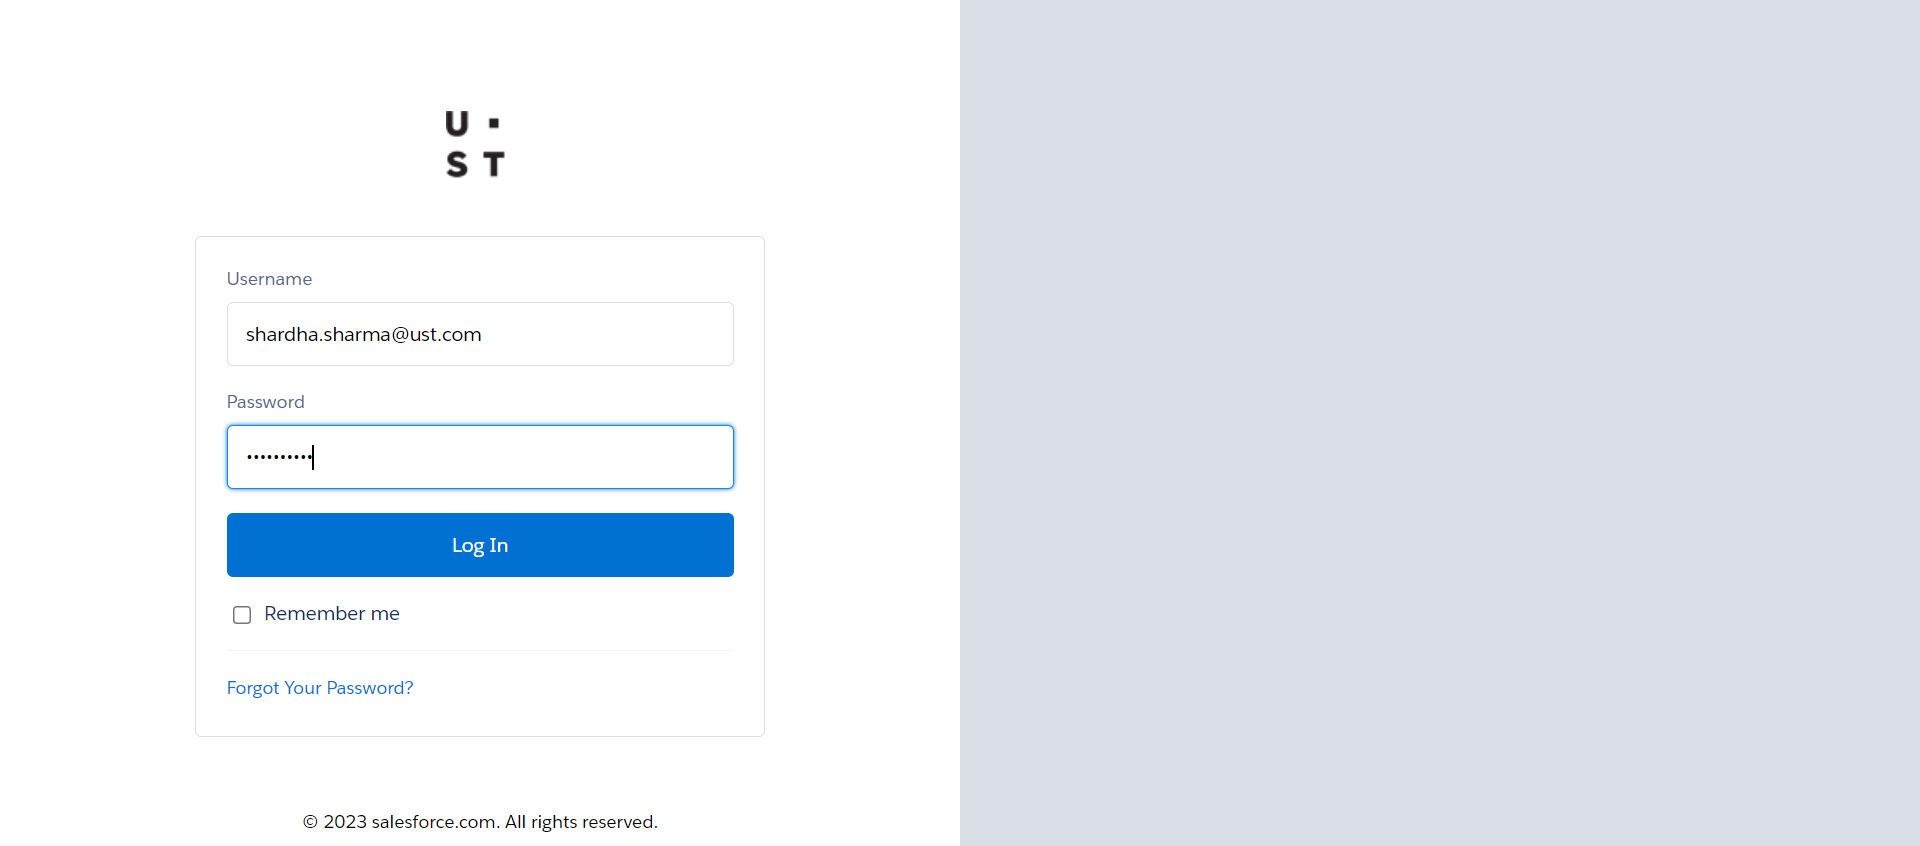 U ▪
S T
Username
shardha.sharma@ust.com
Password
••••••••••
Log In
Remember me
Forgot Your Password?
© 2023 salesforce.com. All rights reserved.